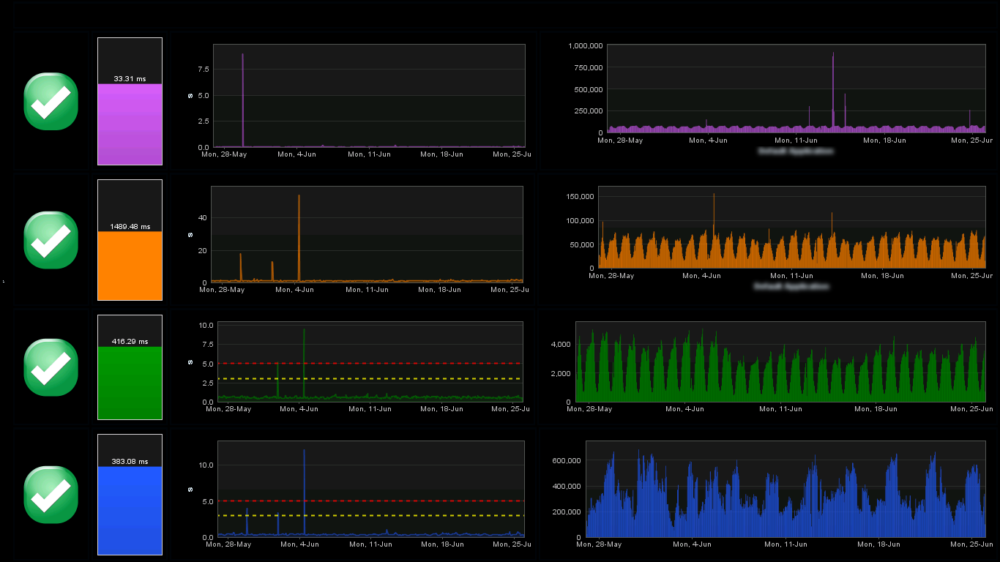 33.31 ms
7.5
5.0
2.5
0.0
s
Mon, 28-May Mon, 4-Jun Mon, 11-Jun Mon, 18-Jun Mon, 25-Ju
1,000,000
750,000
500,000
250,000
0
Mon, 28-May Mon, 4-Jun Mon, 11-Jun Mon, 18-Jun Mon, 25-Jun
Default Application
1489.48 ms
40
20
0
s
Mon, 28-May Mon, 4-Jun Mon, 11-Jun Mon, 18-Jun Mon, 25-Ju
150,000
100,000
50,000
0
Mon, 28-May Mon, 4-Jun Mon, 11-Jun Mon, 18-Jun Mon, 25-Jun
Default Application
416.29 ms
10.0
7.5
5.0
2.5
0.0
s
Mon, 28-May Mon, 4-Jun Mon, 11-Jun Mon, 18-Jun Mon, 25-Ju
4,000
2,000
0
Mon, 28-May Mon, 4-Jun Mon, 11-Jun Mon, 18-Jun Mon, 25-Jun
383.08 ms
10.0
5.0
0.0
s
Mon, 28-May Mon, 4-Jun Mon, 11-Jun Mon, 18-Jun Mon, 25-Ju
600,000
400,000
200,000
0
Mon, 28-May Mon, 4-Jun Mon, 11-Jun Mon, 18-Jun Mon, 25-Jun